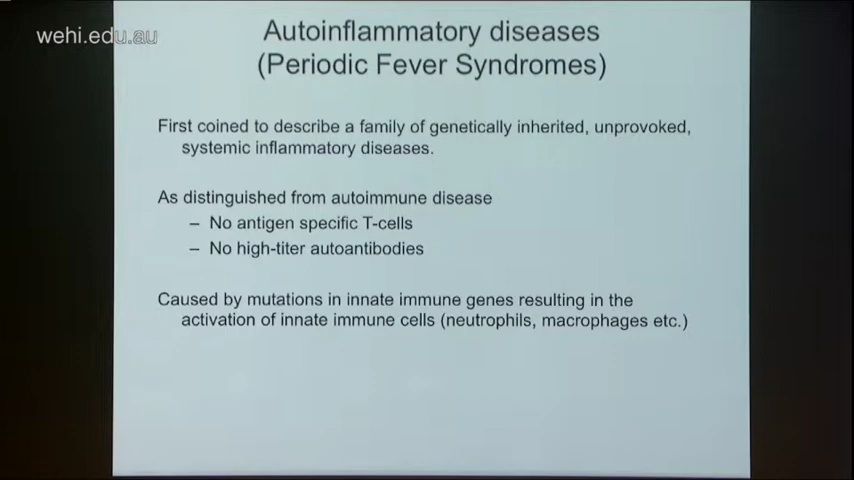 wehi.edu.au
Autoinflammatory diseases
(Periodic Fever Syndromes)
First coined to describe a family of genetically inherited, unprovoked,
systemic inflammatory diseases.
As distinguished from autoimmune disease
– No antigen specific T-cells
– No high-titer autoantibodies
Caused by mutations in innate immune genes resulting in the
activation of innate immune cells (neutrophils, macrophages etc.)